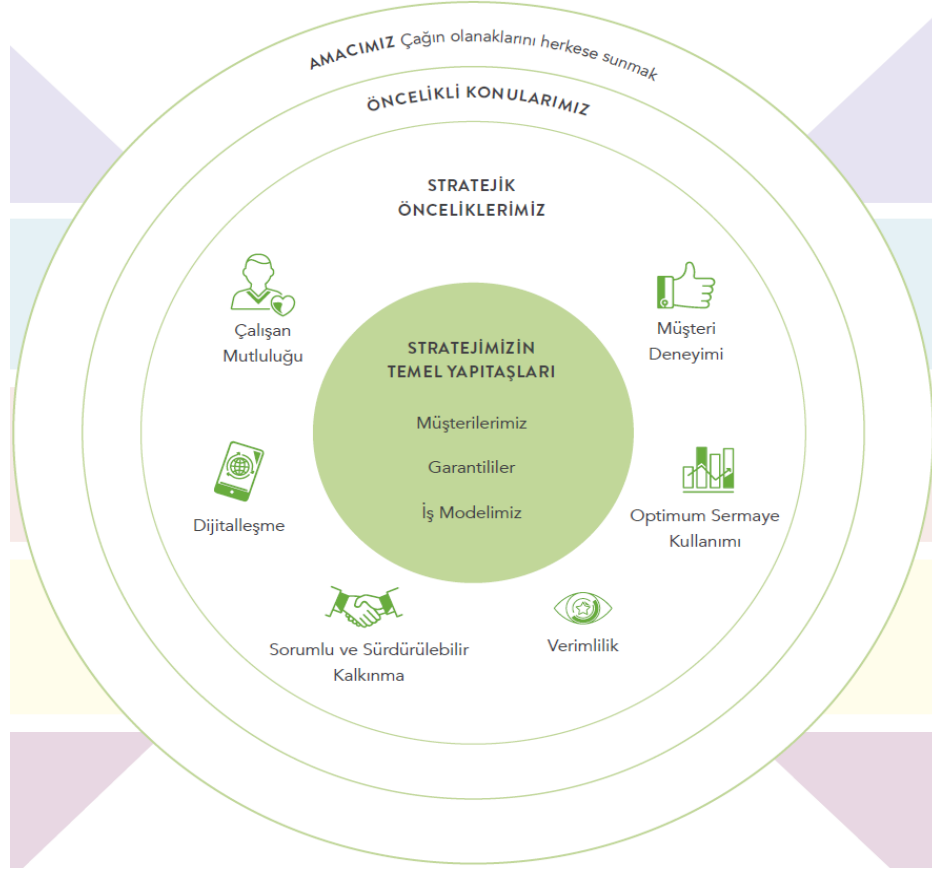 AMACIMIZ Çağın olanaklarını herkese sunmak
ÖNCELİKLİ KONULARIMIZ
STRATEJİK
ÖNCELİKLERİMİZ
Çalışan
Mutluluğu
Müşteri
Deneyimi
STRATEJİMİZİN
TEMEL YAPITAŞLARI
Müşterilerimiz
Garantililer
İş Modelimiz
Dijitalleşme
Optimum Sermaye
Kullanımı
Sorumlu ve Sürdürülebilir
Kalkınma
Verimlilik